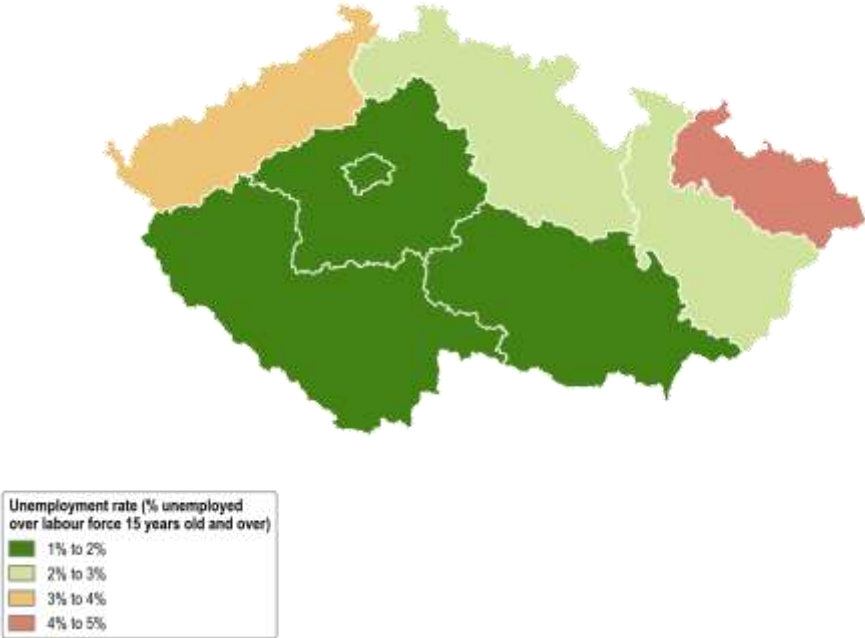 Unemployment rate (% unemployed
over labour force 15 years old and over)
1% to 2%
2% to 3%
3% to 4%
4% to 5%